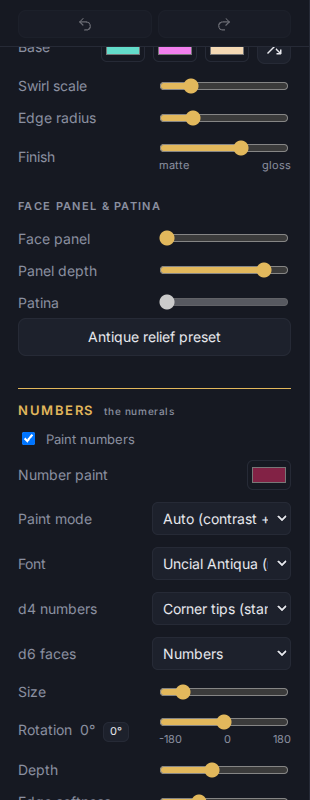 Base
Swirl scale
Edge radius
Finish
matte gloss
FACE PANEL & PATINA
Face panel
Panel depth
Patina
Antique relief preset
NUMBERS the numerals
Paint numbers
Number paint
Paint mode Auto (contrast +
Font Uncial Antiqua (
d4 numbers Corner tips (star
d6 faces Numbers
Size
Rotation 0° 0°
-180 0 180
Depth
Edge softness